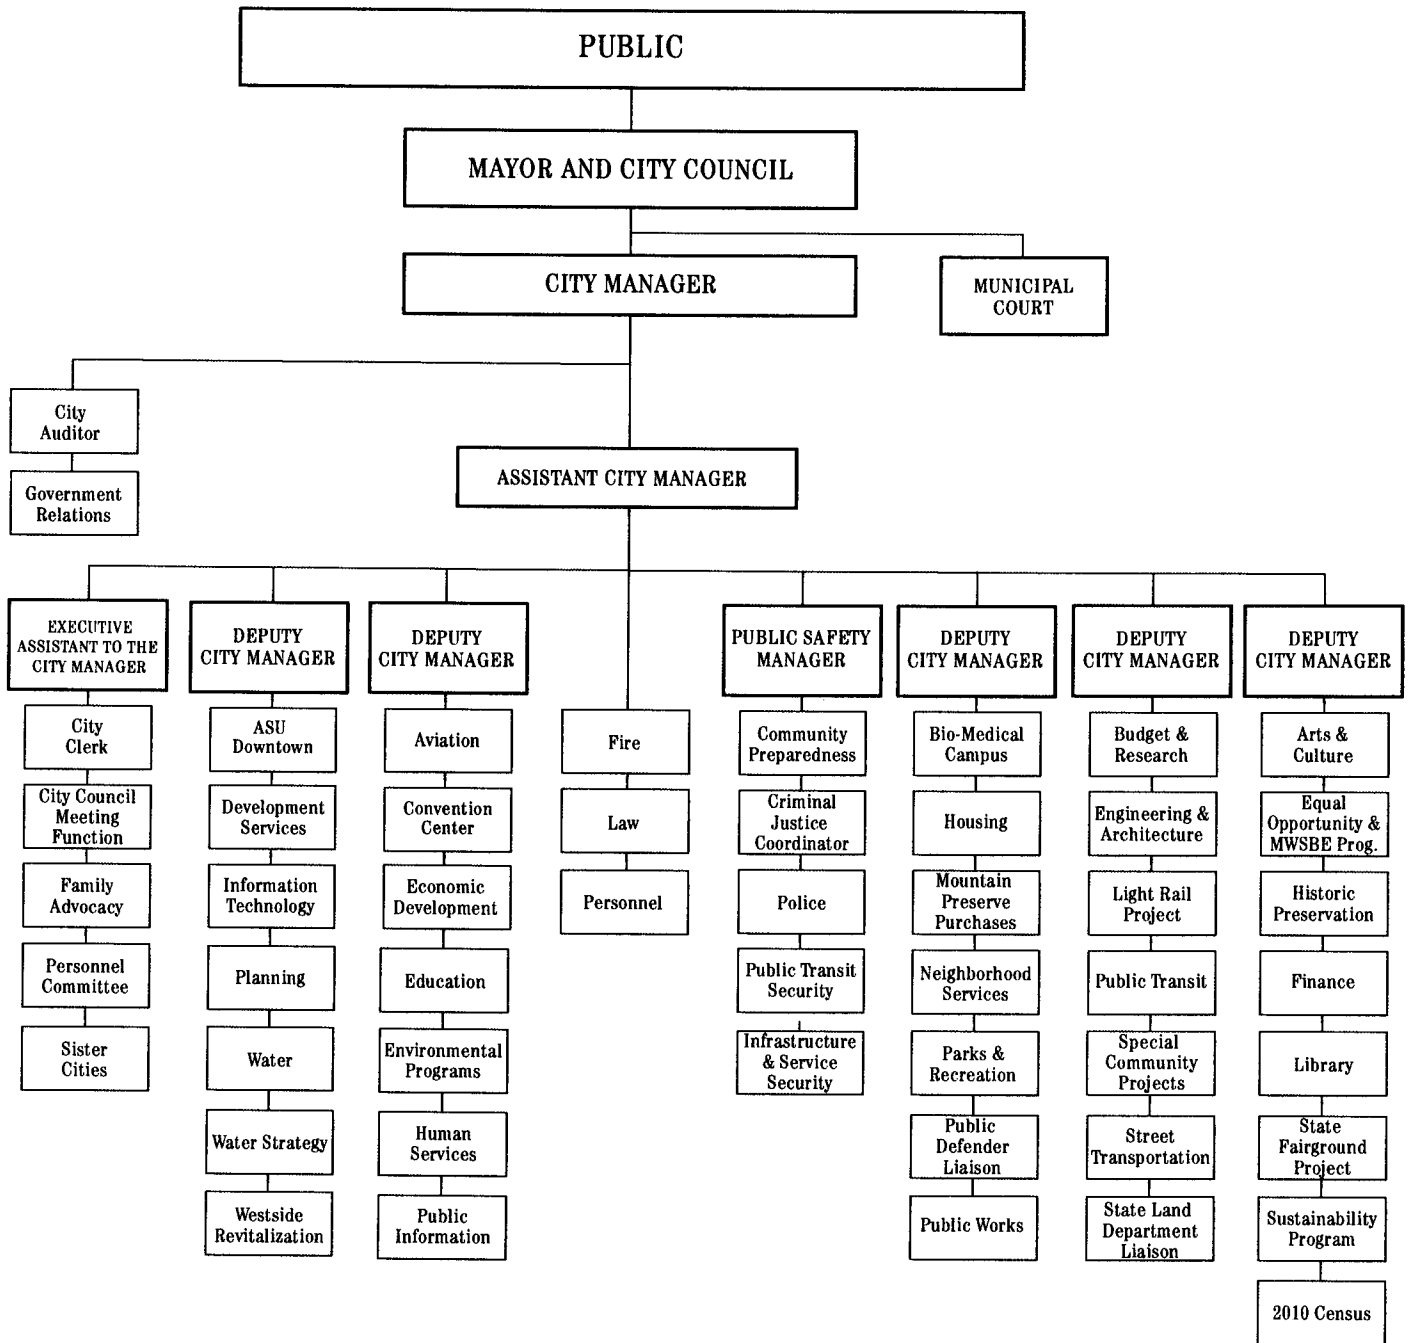 PUBLIC
MAYOR AND CITY COUNCIL
CITY MANAGER
MUNICIPAL
COURT
City
Auditor
Government
Relations
ASSISTANT CITY MANAGER
EXECUTIVE
ASSISTANT TO THE
CITY MANAGER
City
Clerk
City Council
Meeting
Function
Family
Advocacy
Personnel
Committee
Sister
Cities
DEPUTY
CITY MANAGER
ASU
Downtown
Development
Services
Information
Technology
Planning
Water
Water Strategy
Westside
Revitalization
DEPUTY
CITY MANAGER
Aviation
Convention
Center
Economic
Development
Education
Environmental
Programs
Human
Services
Public
Information
Fire
Law
Personnel
PUBLIC SAFETY
MANAGER
Community
Preparedness
Criminal
Justice
Coordinator
Police
Public Transit
Security
Infrastructure
& Service
Security
DEPUTY
CITY MANAGER
Bio-Medical
Campus
Housing
Mountain
Preserve
Purchases
Neighborhood
Services
Parks &
Recreation
Public
Defender
Liaison
Public Works
DEPUTY
CITY MANAGER
Budget &
Research
Engineering &
Architecture
Light Rail
Project
Public Transit
Special
Community
Projects
Street
Transportation
State Land
Department
Liaison
DEPUTY
CITY MANAGER
Arts &
Culture
Equal
Opportunity &
MWSBE Prog.
Historic
Preservation
Finance
Library
State
Fairground
Project
Sustainability
Program
2010 Census